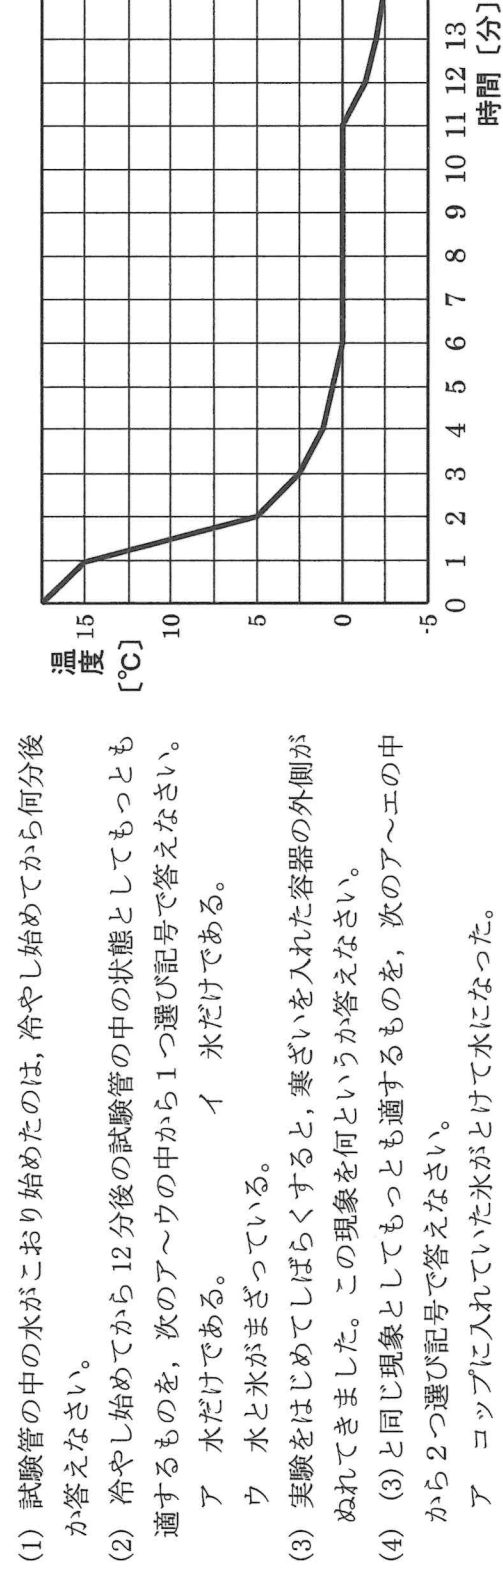 (1) 試験管の中の水がこおり始めたのは, 冷やし始めてから何分後
か答えなさい。
(2) 冷やし始めてから 12 分後の試験管の中の状態としてもっとも
適するものを, 次のア～ウの中から1つ選び記号で答えなさい。
ア 水だけである。 イ 氷だけである。
ウ 水と氷がまざっている。
(3) 実験をはじめてしばらくすると, 寒ざいを入れた容器の外側が
ぬれてきました。この現象を何というか答えなさい。
(4) (3)と同じ現象としてもっとも適するものを, 次のア～エの中
から2つ選び記号で答えなさい。
ア コップに入れていた氷がとけて水になった。
温度
〔℃〕
15
10
5
0
-5
0 1 2 3 4 5 6 7 8 9 10 11 12 13
時間〔分〕